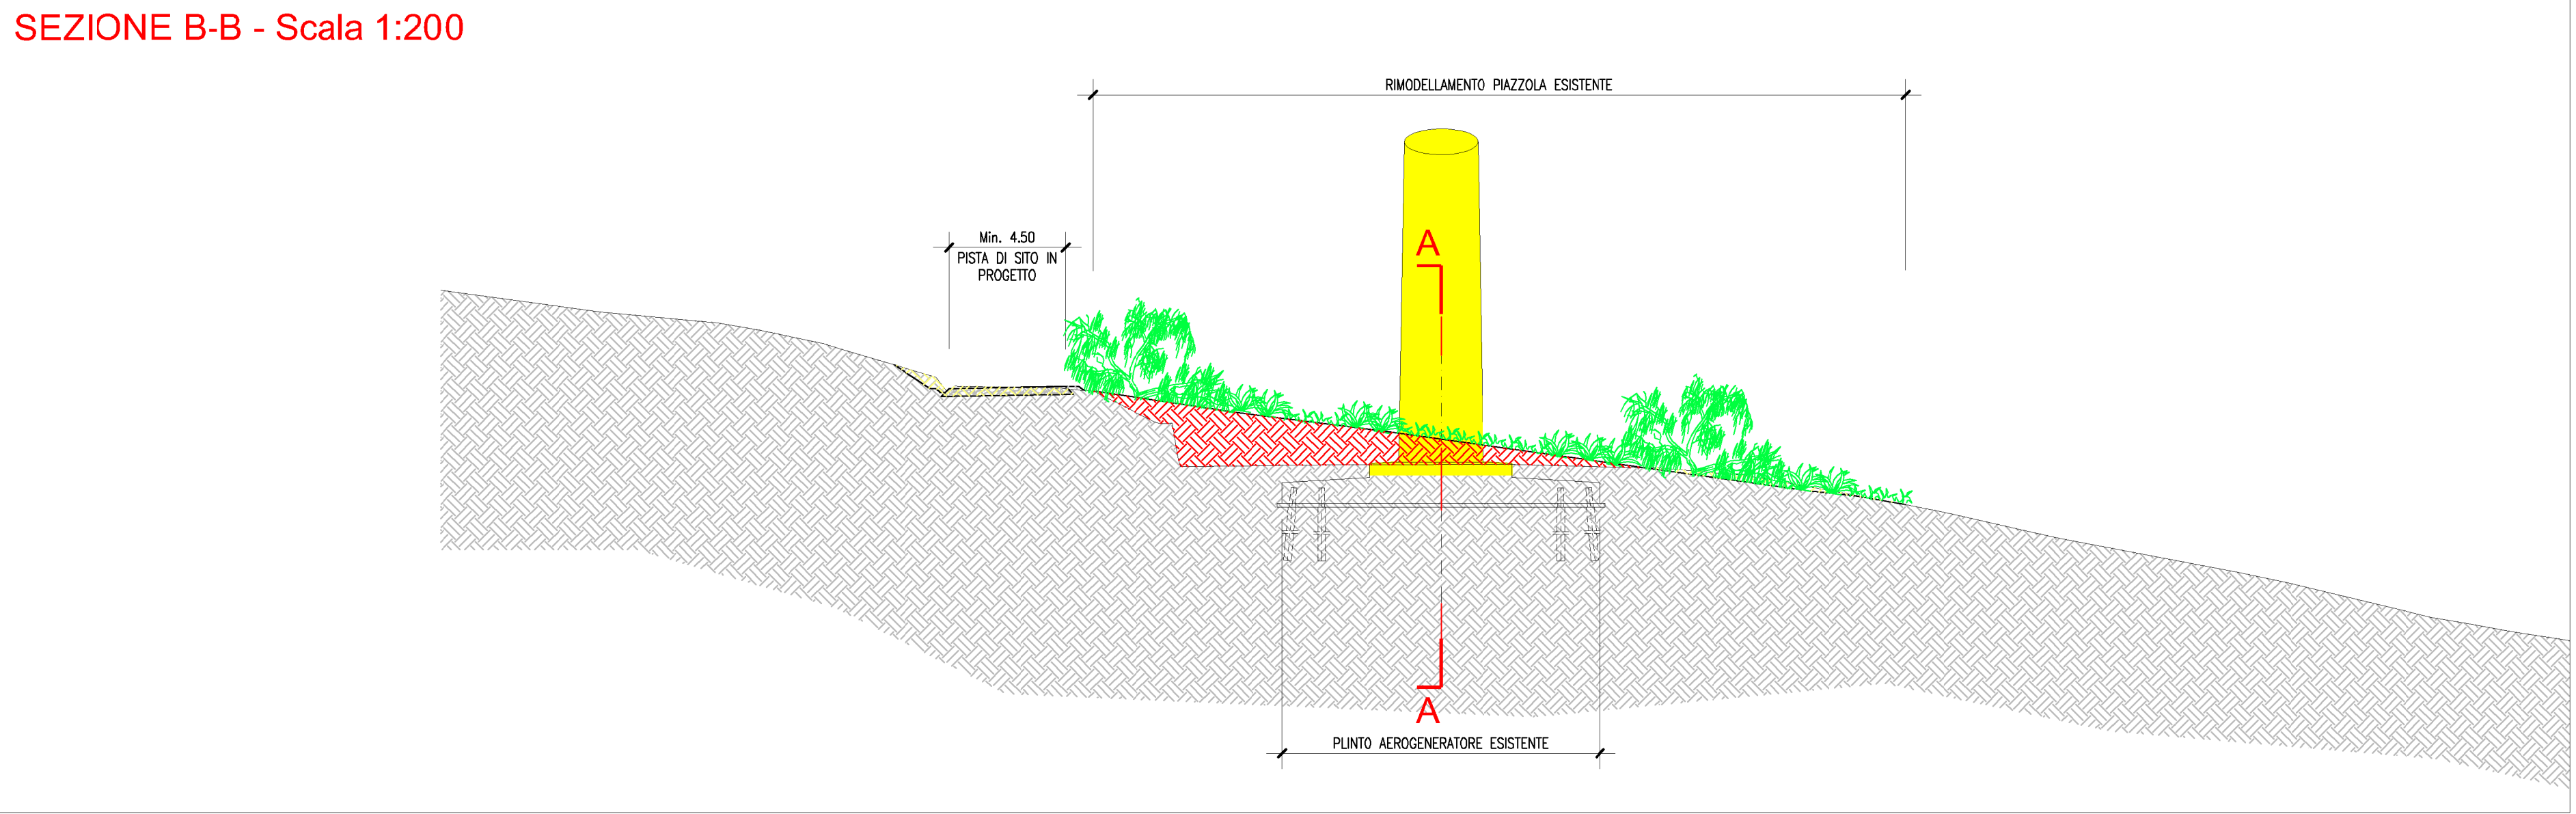 SEZIONE B-B - Scala 1:200
RIMODELLAMENTO PIAZZOLA ESISTENTE
Min. 4.50
PISTA DI SITO IN
PROGETTO
A
A
PLINTO AEROGENERATORE ESISTENTE